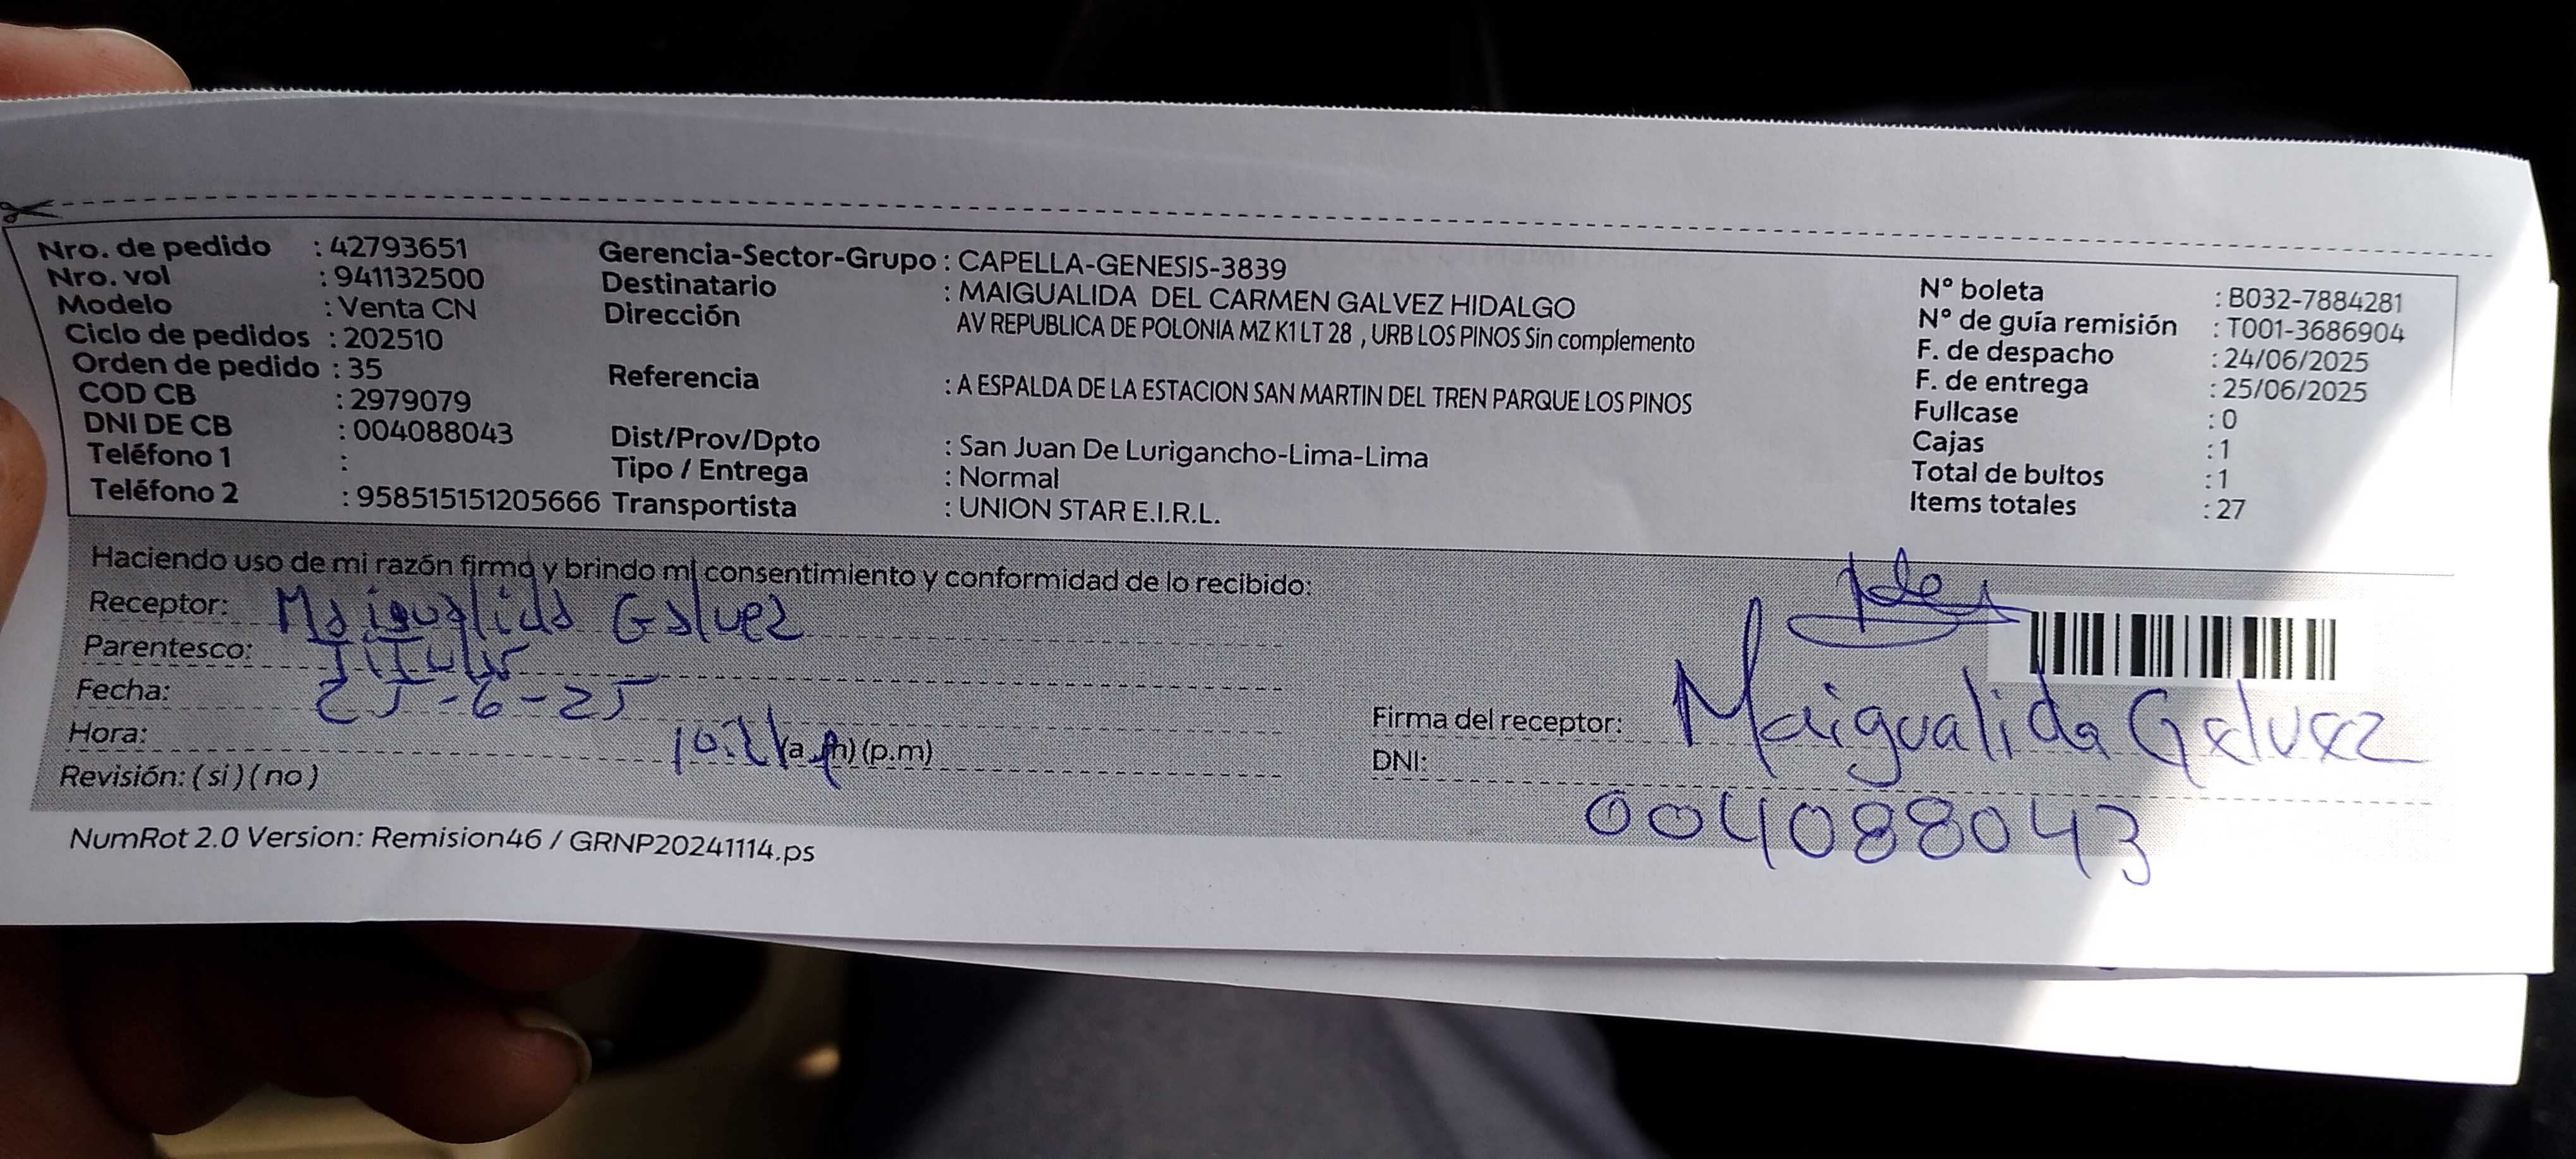 Nro. de pedido : 42793651
Nro. vol : 941132500
Modelo : Venta CN
Ciclo de pedidos : 202510
Orden de pedido : 35
COD CB : 2979079
DNI DE CB : 004088043
Teléfono 1 :
Teléfono 2 : 958515151205666
Gerencia-Sector-Grupo : CAPELLA-GENESIS-3839
Destinatario : MAIGUALIDA DEL CARMEN GALVEZ HIDALGO
Dirección AV REPUBLICA DE POLONIA MZ K1 LT 28 , URB LOS PINOS Sin complemento
Referencia : A ESPALDA DE LA ESTACION SAN MARTIN DEL TREN PARQUE LOS PINOS
Dist/Prov/Dpto : San Juan De Lurigancho-Lima-Lima
Tipo / Entrega : Normal
Transportista : UNION STAR E.I.R.L.
N° boleta : B032-7884281
N° de guía remisión : T001-3686904
F. de despacho : 24/06/2025
F. de entrega : 25/06/2025
Fullcase : 0
Cajas : 1
Total de bultos : 1
Items totales : 27
Haciendo uso de mi razón firmo y brindo mi consentimiento y conformidad de lo recibido:
Receptor: Maigualida Galvez
Parentesco: Titular
Fecha: 25-6-25
Hora: (a.m) (p.m)
Revisión: ( si ) ( no )
Firma del receptor: Maigualida Galvez
DNI: 004088043
NumRot 2.0 Version: Remision46 / GRNP20241114.ps